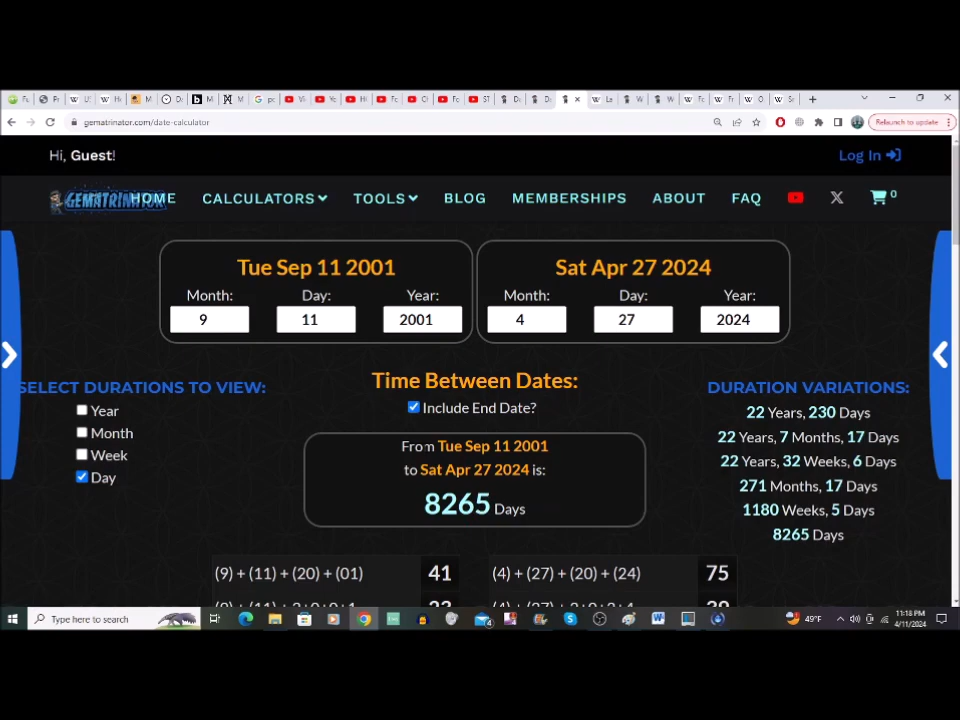 gematrinator.com/date-calculator
Relaunch to update
Hi, Guest!
Log In
GEMATRINATOR
HOME
CALCULATORS
TOOLS
BLOG
MEMBERSHIPS
ABOUT
FAQ
X
0
Tue Sep 11 2001
Month: Day: Year:
9 11 2001
Sat Apr 27 2024
Month: Day: Year:
4 27 2024
SELECT DURATIONS TO VIEW:
Year
Month
Week
Day
Time Between Dates:
Include End Date?
From Tue Sep 11 2001
to Sat Apr 27 2024 is:
8265 Days
DURATION VARIATIONS:
22 Years, 230 Days
22 Years, 7 Months, 17 Days
22 Years, 32 Weeks, 6 Days
271 Months, 17 Days
1180 Weeks, 5 Days
8265 Days
(9) + (11) + (20) + (01) 41
(4) + (27) + (20) + (24) 75
Type here to search
49°F
11:18 PM
4/11/2024